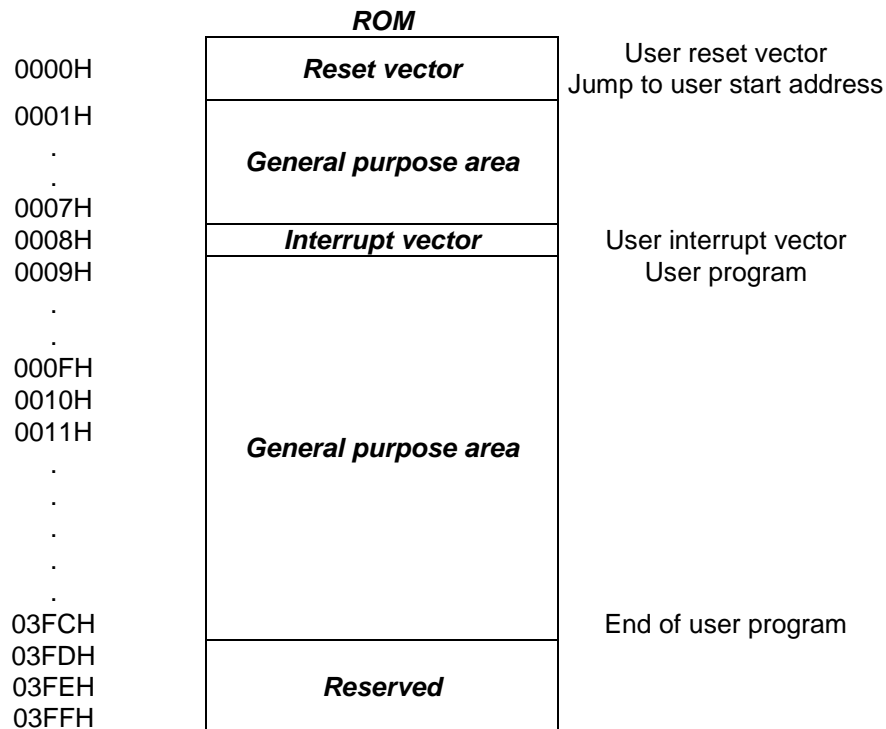 ROM
0000H Reset vector User reset vector
Jump to user start address
0001H
.
General purpose area
.
0007H
0008H Interrupt vector User interrupt vector
0009H User program
.
.
000FH
0010H
0011H
General purpose area
.
.
.
.
.
03FCH End of user program
03FDH
03FEH Reserved
03FFH